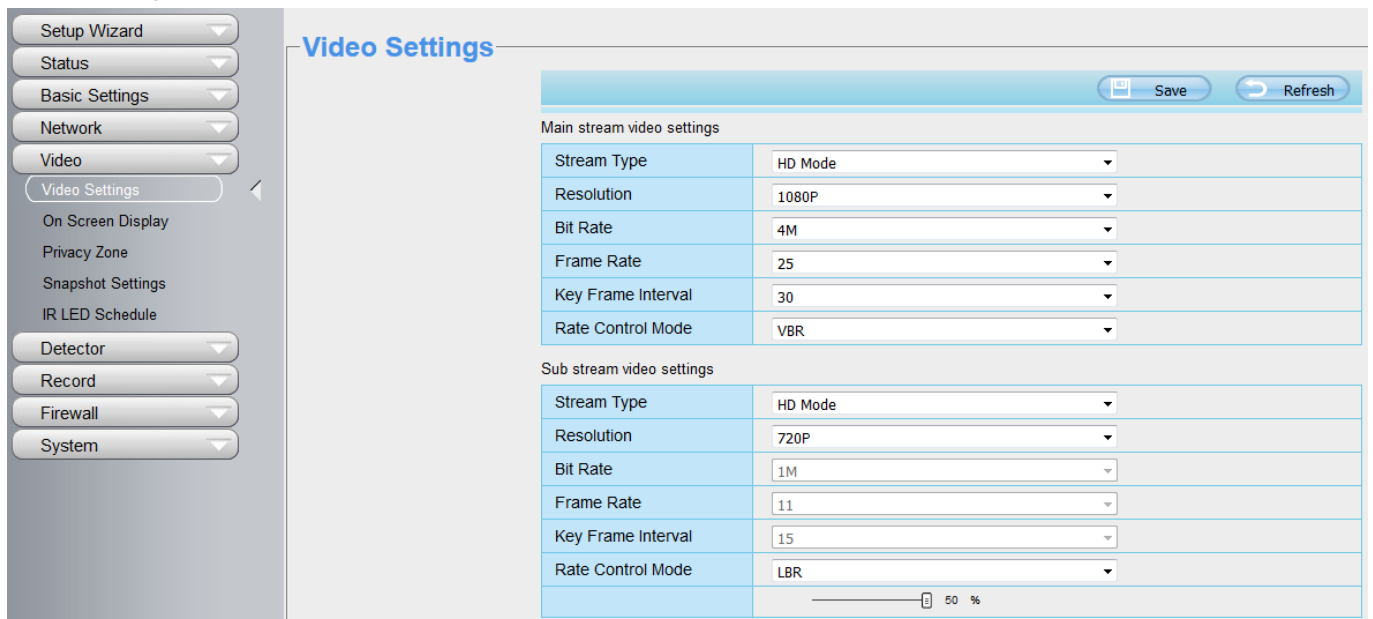 Setup Wizard
Status
Basic Settings
Network
Video
Video Settings
On Screen Display
Privacy Zone
Snapshot Settings
IR LED Schedule
Detector
Record
Firewall
System
Video Settings
Save Refresh
Main stream video settings
Stream Type HD Mode
Resolution 1080P
Bit Rate 4M
Frame Rate 25
Key Frame Interval 30
Rate Control Mode VBR
Sub stream video settings
Stream Type HD Mode
Resolution 720P
Bit Rate 1M
Frame Rate 11
Key Frame Interval 15
Rate Control Mode LBR
50 %